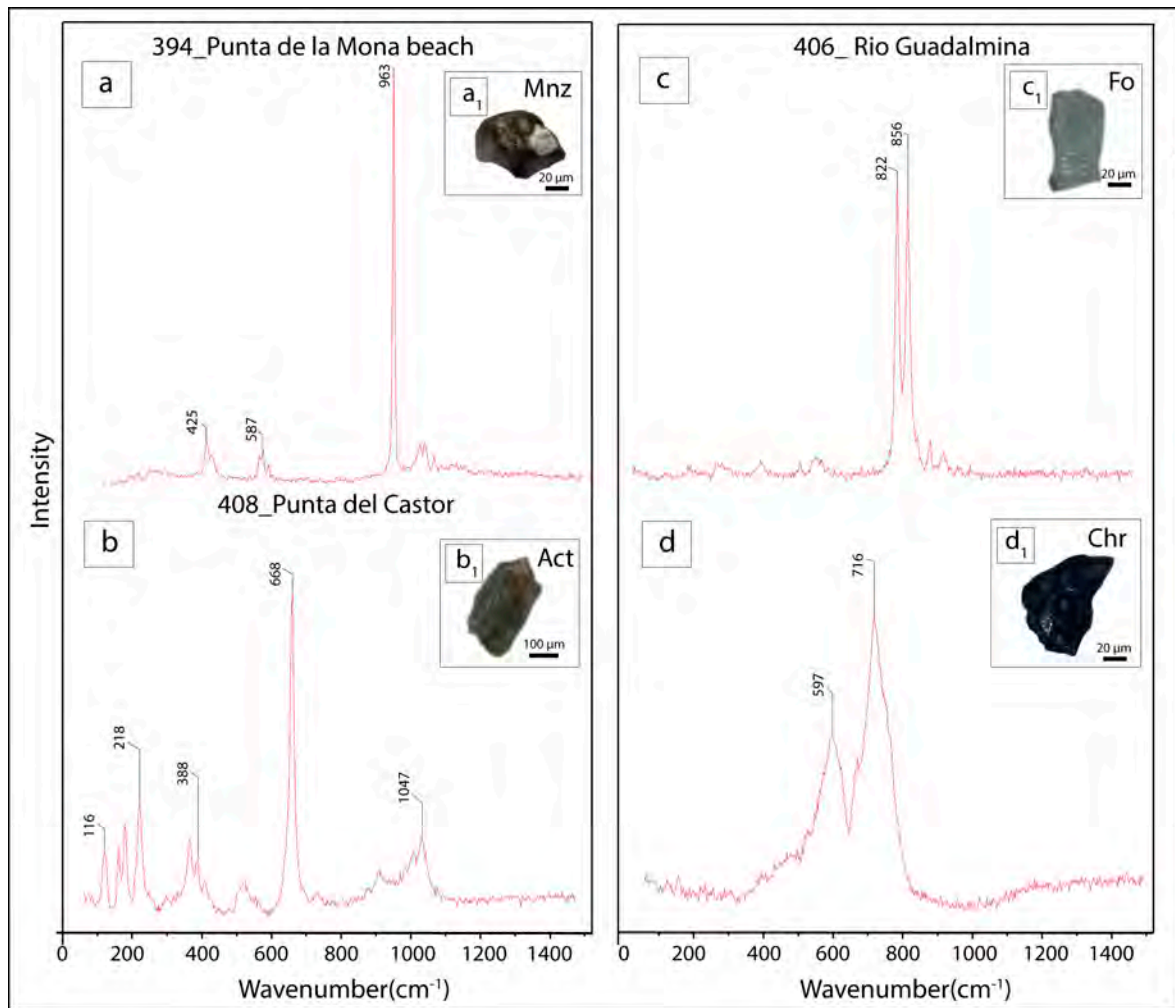 394_Punta de la Mona beach
a
963
a1
Mnz
20 µm
425
587
406_ Rio Guadalmina
c
822
856
c1
Fo
20 µm
Intensity
408_Punta del Castor
b
116
218
388
668
1047
b1
Act
100 µm
0 200 400 600 800 1000 1200 1400
Wavenumber(cm⁻¹)
d
597
716
d1
Chr
20 µm
0 200 400 600 800 1000 1200 1400
Wavenumber(cm⁻¹)